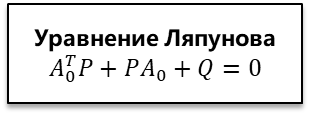 Уравнение Ляпунова
𝐴₀ᵀ𝑃 + 𝑃𝐴₀ + 𝑄 = 0